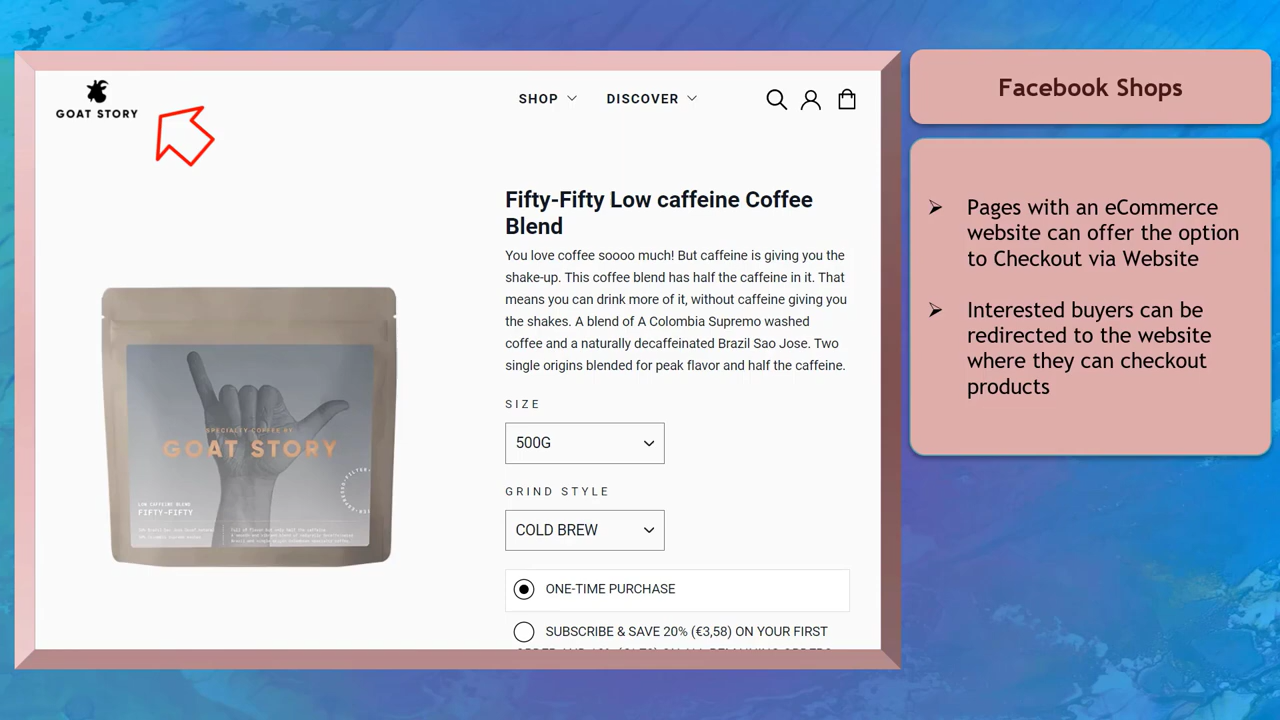 GOAT STORY
SHOP
DISCOVER
Fifty-Fifty Low caffeine Coffee
Blend
You love coffee soooo much! But caffeine is giving you the
shake-up. This coffee blend has half the caffeine in it. That
means you can drink more of it, without caffeine giving you
the shakes. A blend of A Colombia Supremo washed
coffee and a naturally decaffeinated Brazil Sao Jose. Two
single origins blended for peak flavor and half the caffeine.
SIZE
500G
GRIND STYLE
COLD BREW
ONE-TIME PURCHASE
SUBSCRIBE & SAVE 20% (€3,58) ON YOUR FIRST
SPECIALTY COFFEE BY
GOAT STORY
LOW CAFFEINE BLEND
FIFTY-FIFTY
Facebook Shops
➢ Pages with an eCommerce
website can offer the option
to Checkout via Website
➢ Interested buyers can be
redirected to the website
where they can checkout
products